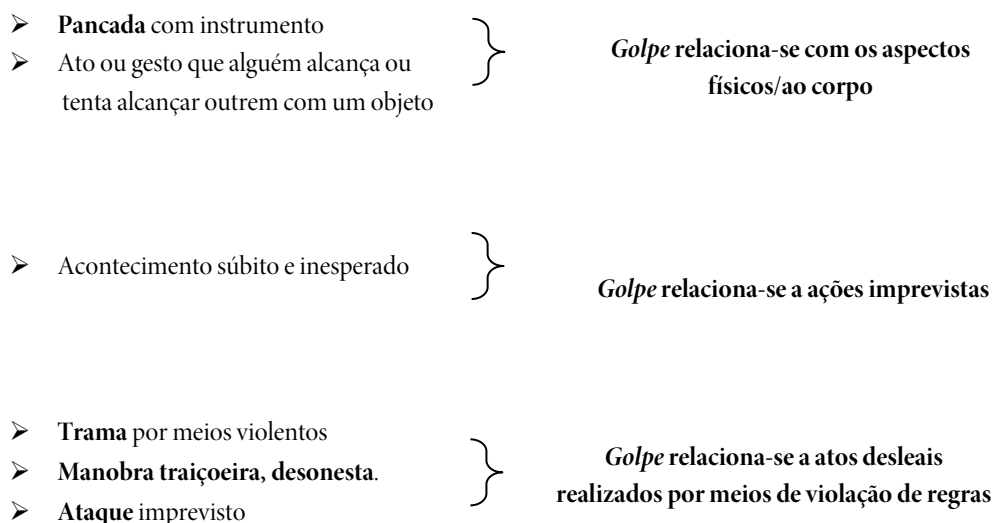 ➢ Pancada com instrumento
➢ Ato ou gesto que alguém alcança ou
tenta alcançar outrem com um objeto
Golpe relaciona-se com os aspectos
físicos/ao corpo
➢ Acontecimento súbito e inesperado
Golpe relaciona-se a ações imprevistas
➢ Trama por meios violentos
➢ Manobra traiçoeira, desonesta.
➢ Ataque imprevisto
Golpe relaciona-se a atos desleais
realizados por meios de violação de regras